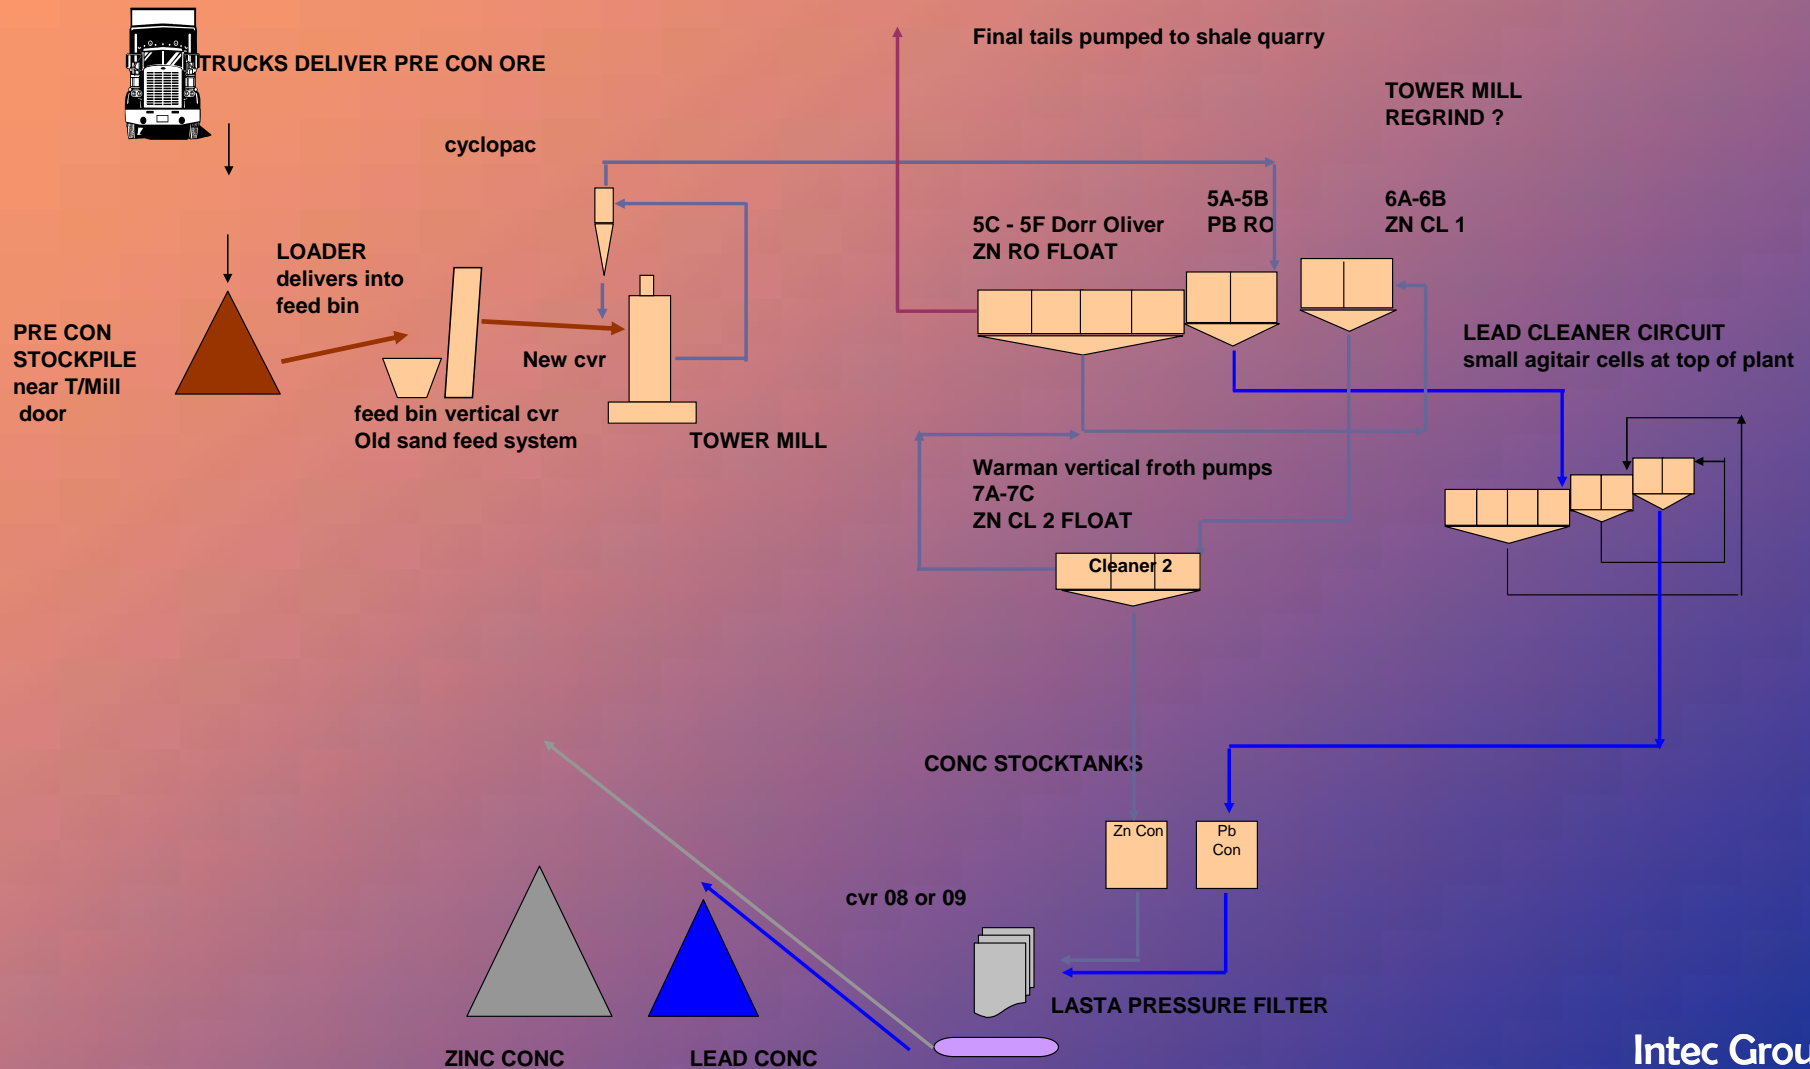 TRUCKS DELIVER PRE CON ORE
Final tails pumped to shale quarry
TOWER MILL
REGRIND ?
cyclopac
5A-5B
PB RO
6A-6B
ZN CL 1
5C - 5F Dorr Oliver
ZN RO FLOAT
LOADER
delivers into
feed bin
PRE CON
STOCKPILE
near T/Mill
door
New cvr
LEAD CLEANER CIRCUIT
small agitair cells at top of plant
feed bin vertical cvr
Old sand feed system
TOWER MILL
Warman vertical froth pumps
7A-7C
ZN CL 2 FLOAT
Cleaner 2
CONC STOCKTANKS
Zn Con
Pb
Con
cvr 08 or 09
LASTA PRESSURE FILTER
ZINC CONC
LEAD CONC
Intec Grou